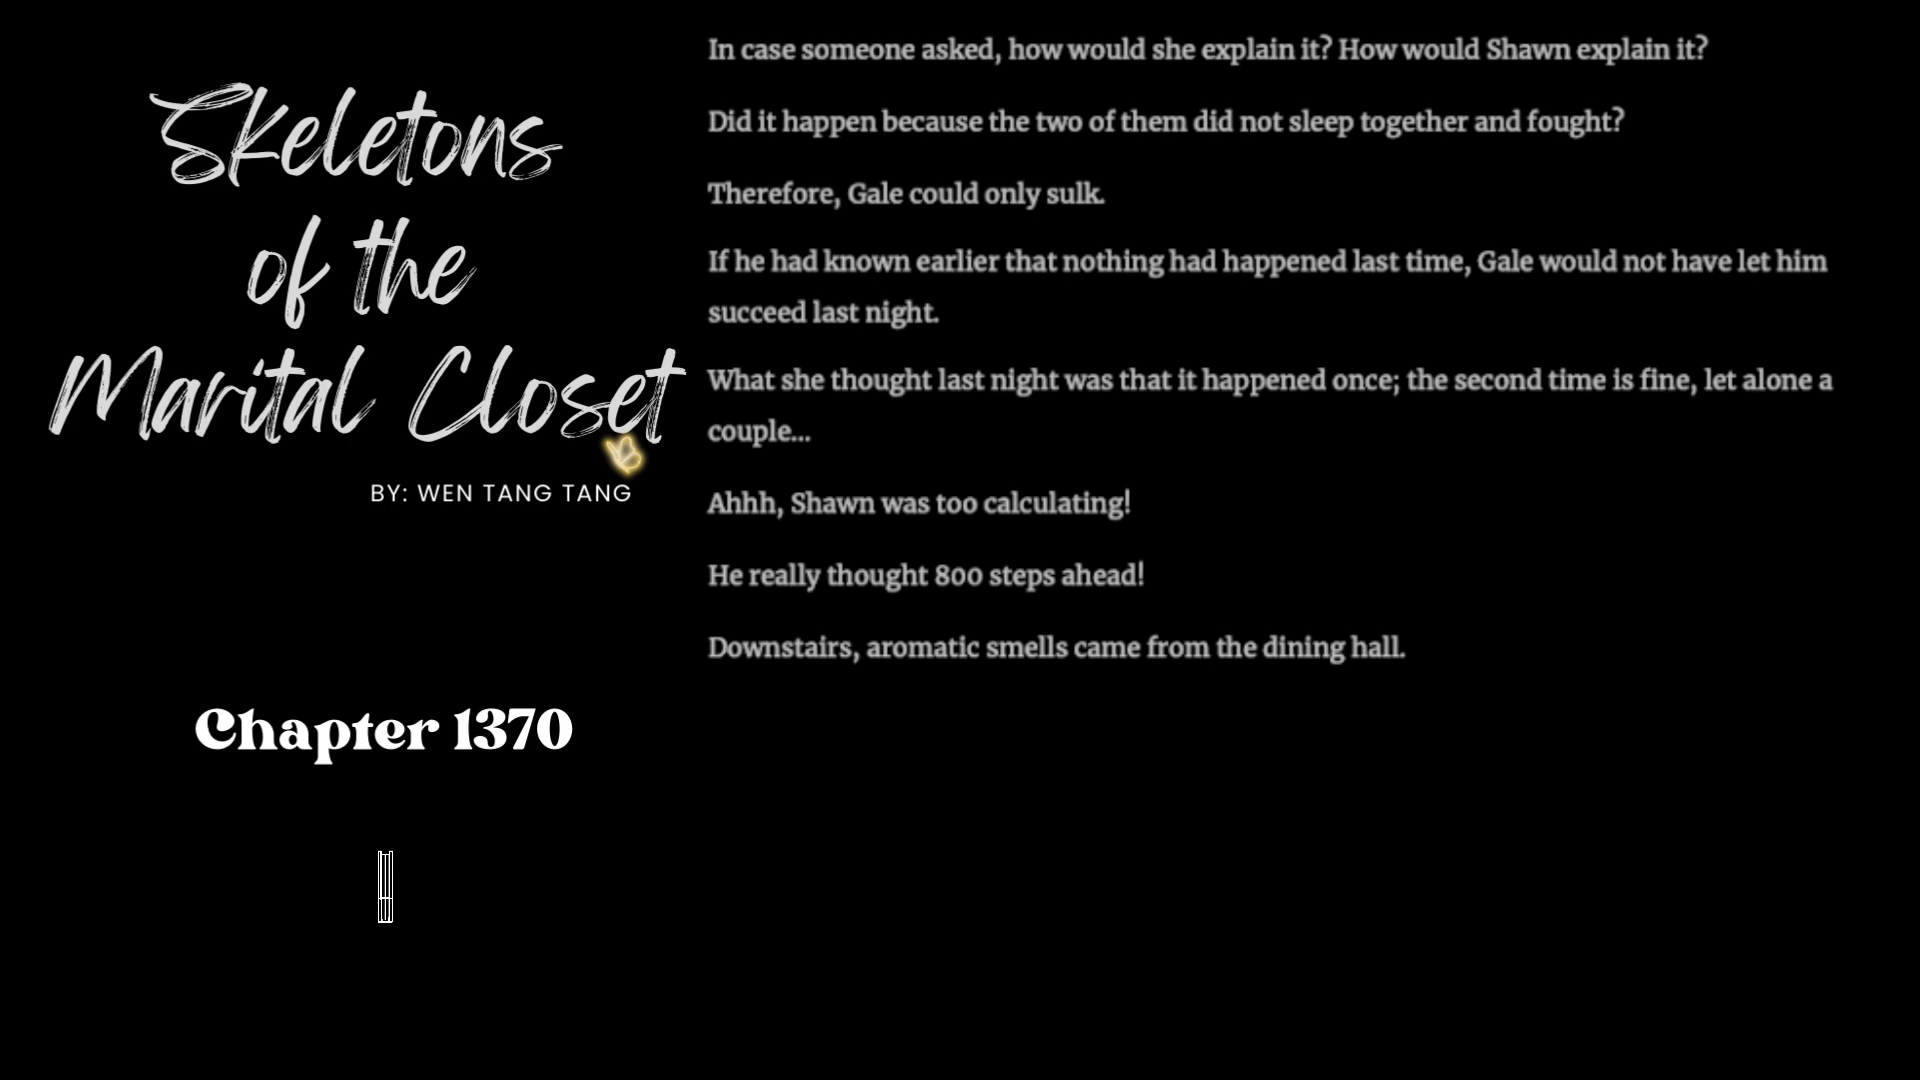 Skeletons
of the
Marital Closet
BY: WEN TANG TANG
Chapter 1370
In case someone asked, how would she explain it? How would Shawn explain it?
Did it happen because the two of them did not sleep together and fought?
Therefore, Gale could only sulk.
If he had known earlier that nothing had happened last time, Gale would not have let him
succeed last night.
What she thought last night was that it happened once; the second time is fine, let alone a
couple...
Ahhh, Shawn was too calculating!
He really thought 800 steps ahead!
Downstairs, aromatic smells came from the dining hall.